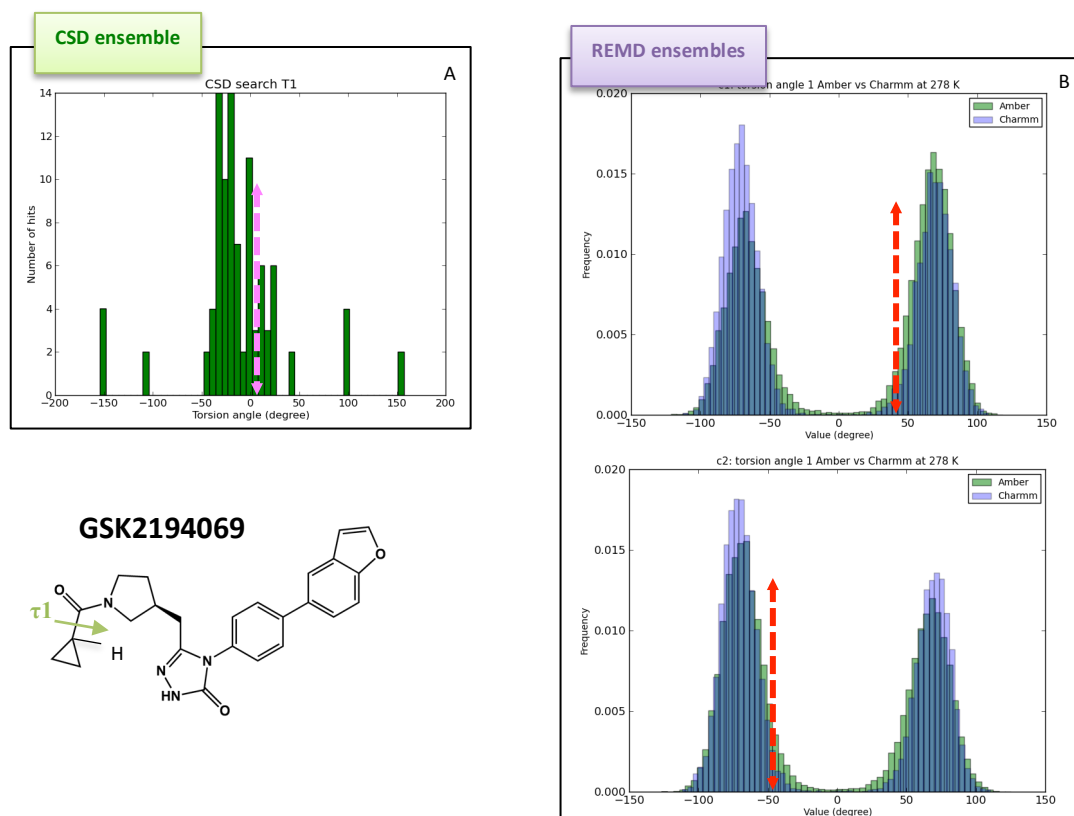 CSD ensemble
A
CSD search T1
14
12
10
8
6
4
2
0
Number of hits
−200
−150
−100
−50
0
50
100
150
200
Torsion angle (degree)
GSK2194069
τ1
O
N
H
N
HN
N
O
O
REMD ensembles
B
c1: torsion angle 1 Amber vs Charmm at 278 K
Amber
Charmm
0.020
0.015
0.010
0.005
0.000
Frequency
−150
−100
−50
0
50
100
150
Value (degree)
c2: torsion angle 1 Amber vs Charmm at 278 K
Amber
Charmm
0.020
0.015
0.010
0.005
0.000
Frequency
−150
−100
−50
0
50
100
150
Value (degree)